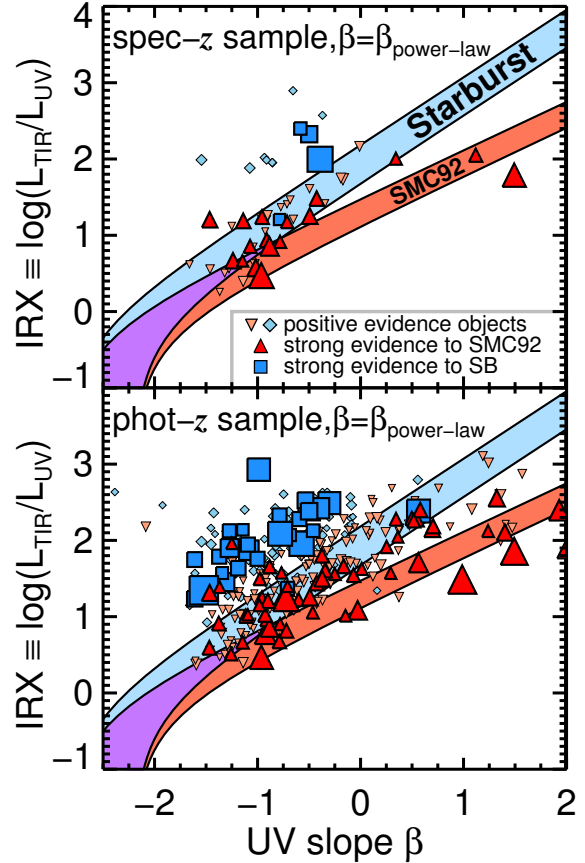 spec-z sample,β=β_power-law
Starburst
SMC92
4
3
2
1
0
−1
IRX ≡ log(L_TIR/L_UV)
positive evidence objects
strong evidence to SMC92
strong evidence to SB
phot-z sample,β=β_power-law
3
2
1
0
−1
IRX ≡ log(L_TIR/L_UV)
−2 −1 0 1 2
UV slope β